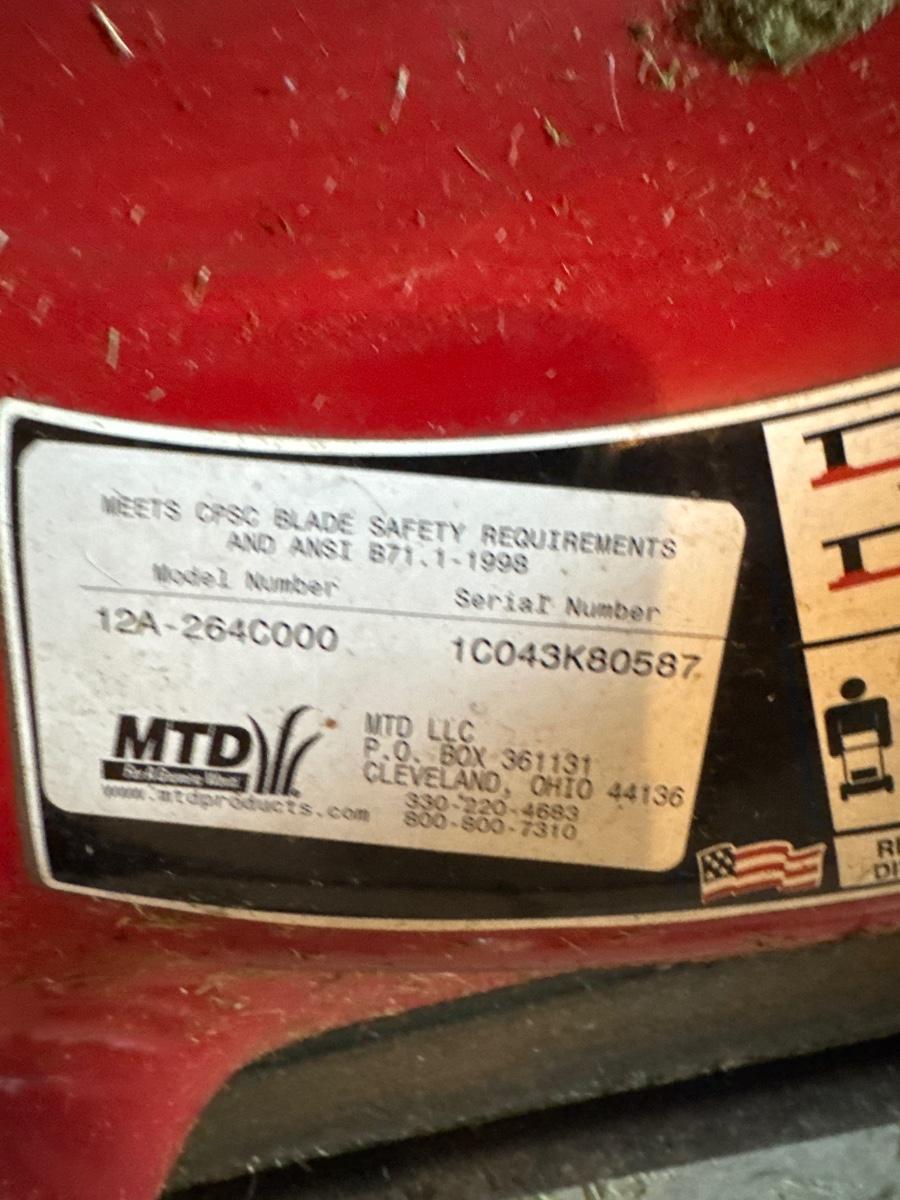 MEETS CPSC BLADE SAFETY REQUIREMENTS
AND ANSI B71.1-1998
Model Number Serial Number
12A-264C000 1C043K80587
MTD
MTD LLC
P.O. BOX 361131
CLEVELAND, OHIO 44136
www.mtdproducts.com
330-220-4683
800-800-7310